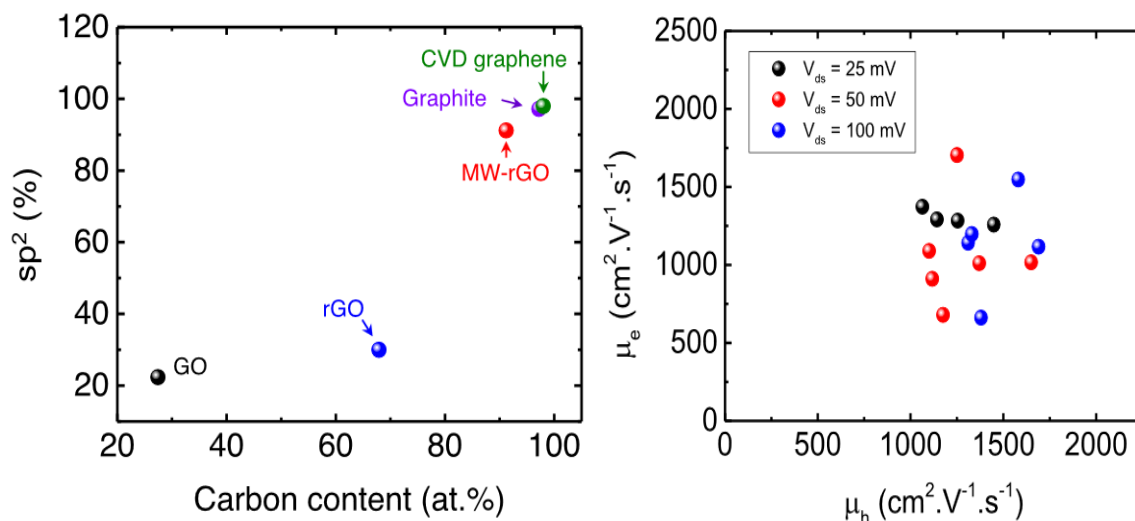 120
100
80
60
40
20
sp² (%)
CVD graphene
Graphite
MW-rGO
rGO
GO
20 40 60 80 100
Carbon content (at.%)
2500
2000
1500
1000
500
0
μe (cm².V⁻¹.s⁻¹)
Vds = 25 mV
Vds = 50 mV
Vds = 100 mV
0 500 1000 1500 2000
μh (cm².V⁻¹.s⁻¹)